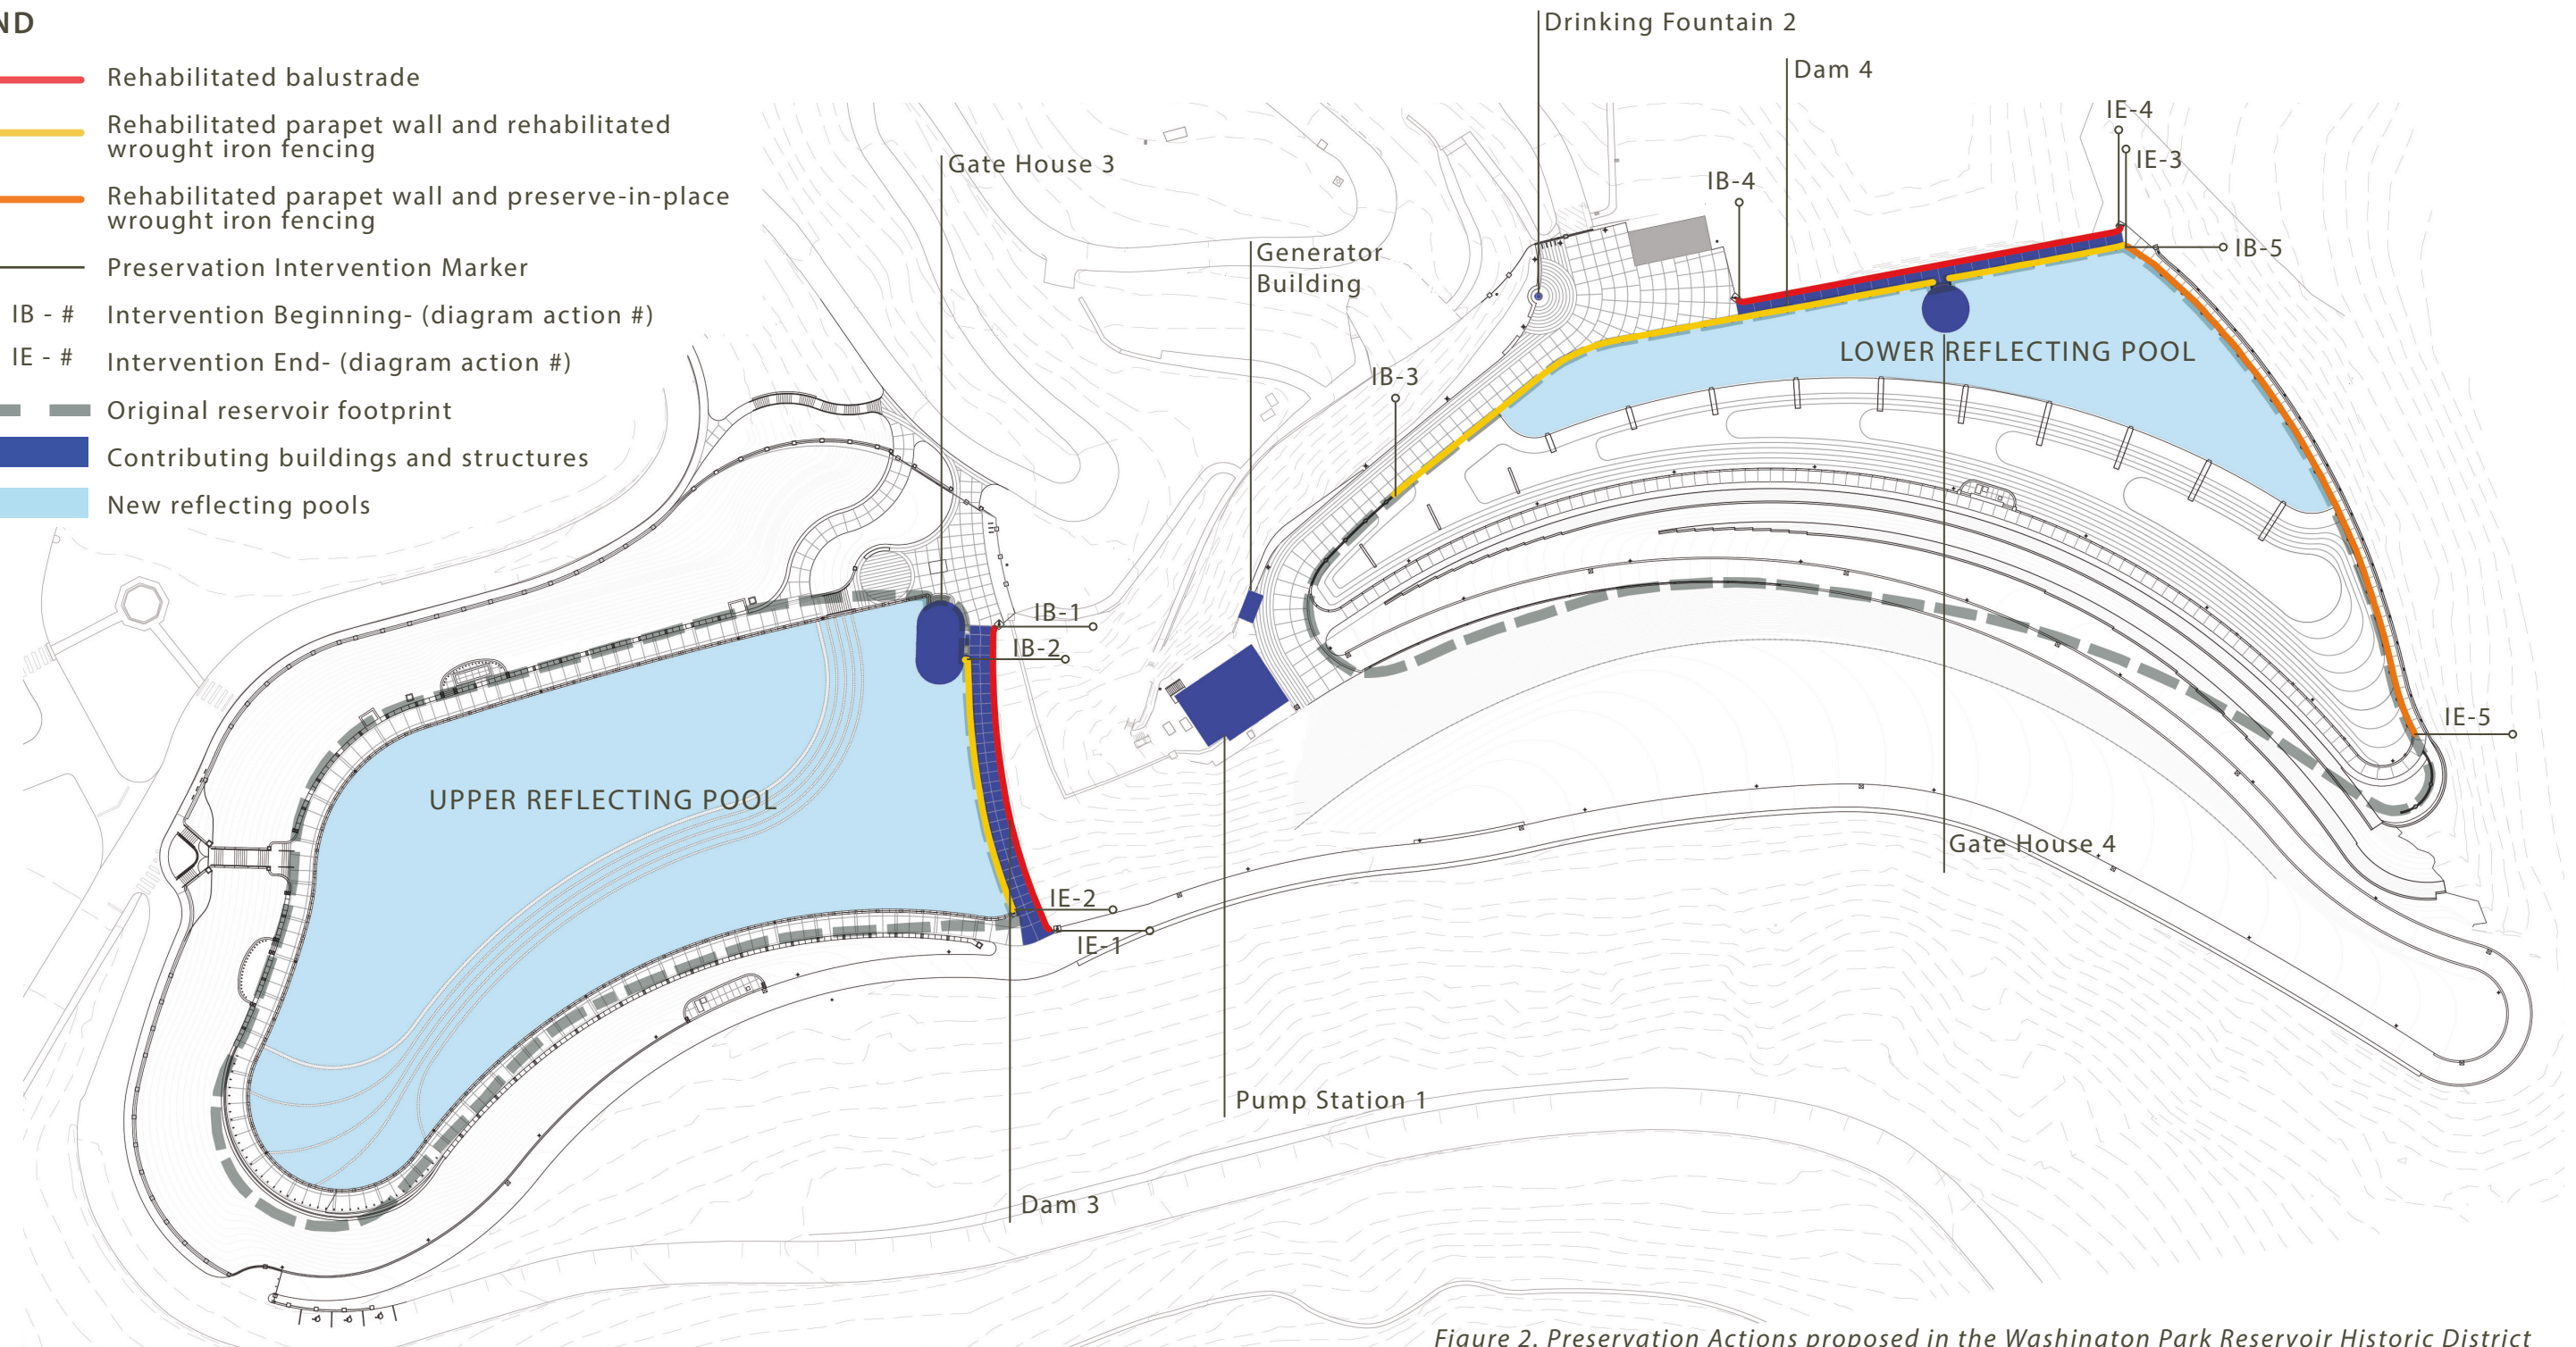 ND
Rehabilitated balustrade
Rehabilitated parapet wall and rehabilitated
wrought iron fencing
Rehabilitated parapet wall and preserve-in-place
wrought iron fencing
Preservation Intervention Marker
IB - # Intervention Beginning- (diagram action #)
IE - # Intervention End- (diagram action #)
Original reservoir footprint
Contributing buildings and structures
New reflecting pools
Drinking Fountain 2
Dam 4
IE-4
IE-3
IB-4
IB-5
Gate House 3
Generator
Building
LOWER REFLECTING POOL
IB-3
IB-1
IB-2
IE-5
UPPER REFLECTING POOL
Gate House 4
IE-2
IE-1
Pump Station 1
Dam 3
Figure 2. Preservation Actions proposed in the Washington Park Reservoir Historic District